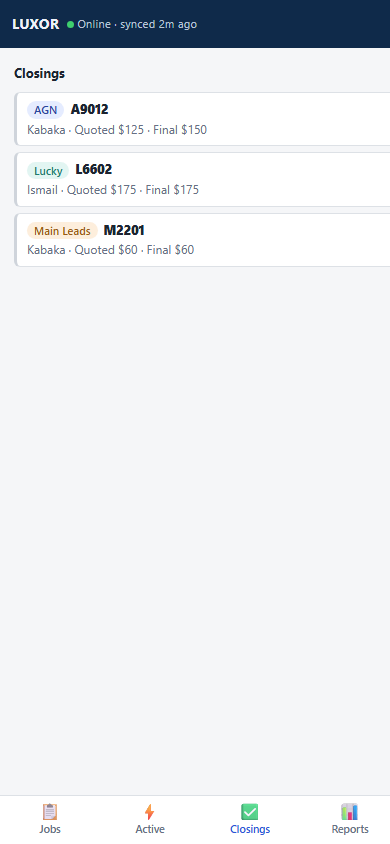 LUXOR Online · synced 2m ago
Closings
AGN A9012
Kabaka · Quoted $125 · Final $150
Lucky L6602
Ismail · Quoted $175 · Final $175
Main Leads M2201
Kabaka · Quoted $60 · Final $60
Jobs Active Closings Reports